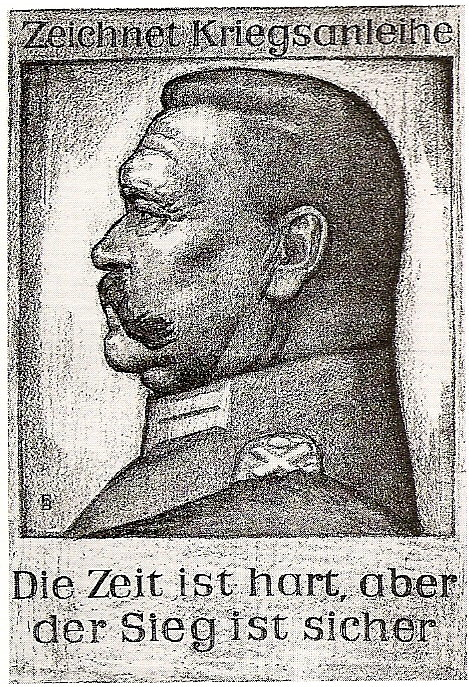 Zeichnet Kriegsanleihe
Die Zeit ist hart, aber
der Sieg ist sicher